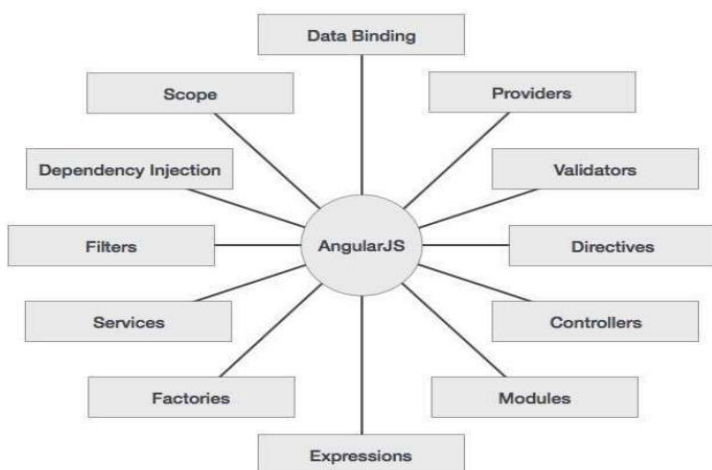 Data Binding
Scope
Providers
Dependency Injection
Validators
AngularJS
Filters
Directives
Services
Controllers
Factories
Modules
Expressions